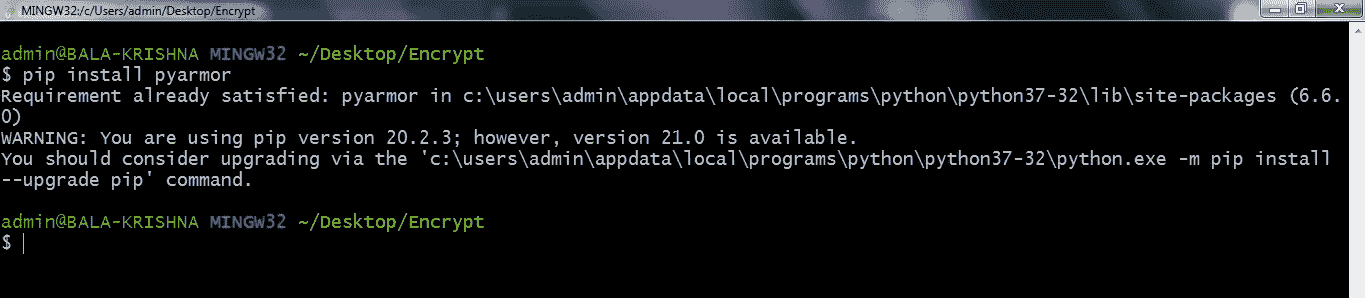 MINGW32:/c/Users/admin/Desktop/Encrypt
admin@BALA-KRISHNA MINGW32 ~/Desktop/Encrypt
$ pip install pyarmor
Requirement already satisfied: pyarmor in c:\users\admin\appdata\local\programs\python\python37-32\lib\site-packages (6.6.
0)
WARNING: You are using pip version 20.2.3; however, version 21.0 is available.
You should consider upgrading via the 'c:\users\admin\appdata\local\programs\python\python37-32\python.exe -m pip install
--upgrade pip' command.
admin@BALA-KRISHNA MINGW32 ~/Desktop/Encrypt
$